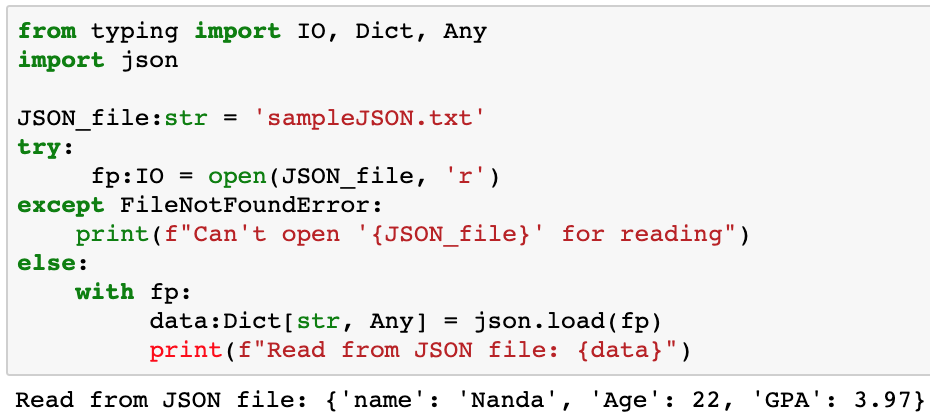 from typing import IO, Dict, Any
import json

JSON_file:str = 'sampleJSON.txt'
try:
     fp:IO = open(JSON_file, 'r')
except FileNotFoundError:
    print(f"Can't open '{JSON_file}' for reading")
else:
    with fp:
         data:Dict[str, Any] = json.load(fp)
         print(f"Read from JSON file: {data}")
Read from JSON file: {'name': 'Nanda', 'Age': 22, 'GPA': 3.97}